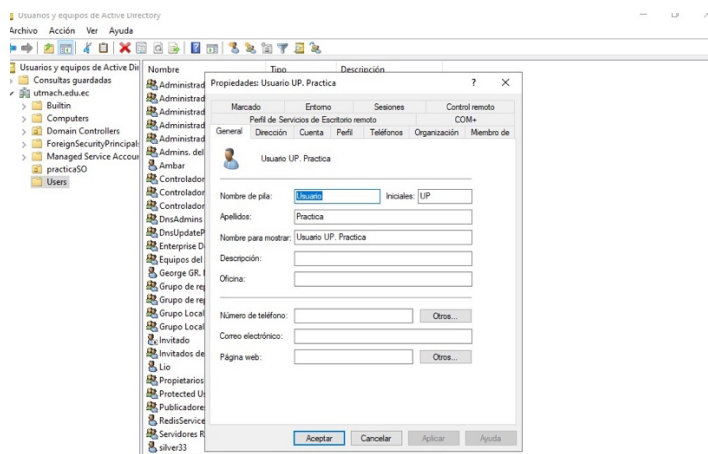 Usuarios y equipos de Active Directory
Archivo Acción Ver Ayuda
Usuarios y equipos de Active Dir
Consultas guardadas
utmach.edu.ec
Builtin
Computers
Domain Controllers
ForeignSecurityPrincipals
Managed Service Accour
practicaSO
Users
Nombre Tipo Descripción
Administrad
Administrad
Administrad
Administrad
Administrad
Admins. del
Ambar
Controlador
Controlador
Controlador
DnsAdmins
DnsUpdateP
Enterprise D
Equipos del
George GR.
Grupo de re
Grupo de re
Grupo Local
Grupo Local
Invitado
Invitados de
Lio
Propietarios
Protected Us
Publicadore
RedisService
Servidores R
silver33
Propiedades: Usuario UP. Practica ? X
Marcado Entorno Sesiones Control remoto
Perfil de Servicios de Escritorio remoto COM+
General Dirección Cuenta Perfil Teléfonos Organización Miembro de
Usuario UP. Practica
Nombre de pila: Usuario Iniciales: UP
Apellidos: Practica
Nombre para mostrar: Usuario UP. Practica
Descripción:
Oficina:
Número de teléfono: Otros...
Correo electrónico:
Página web: Otros...
Aceptar Cancelar Aplicar Ayuda